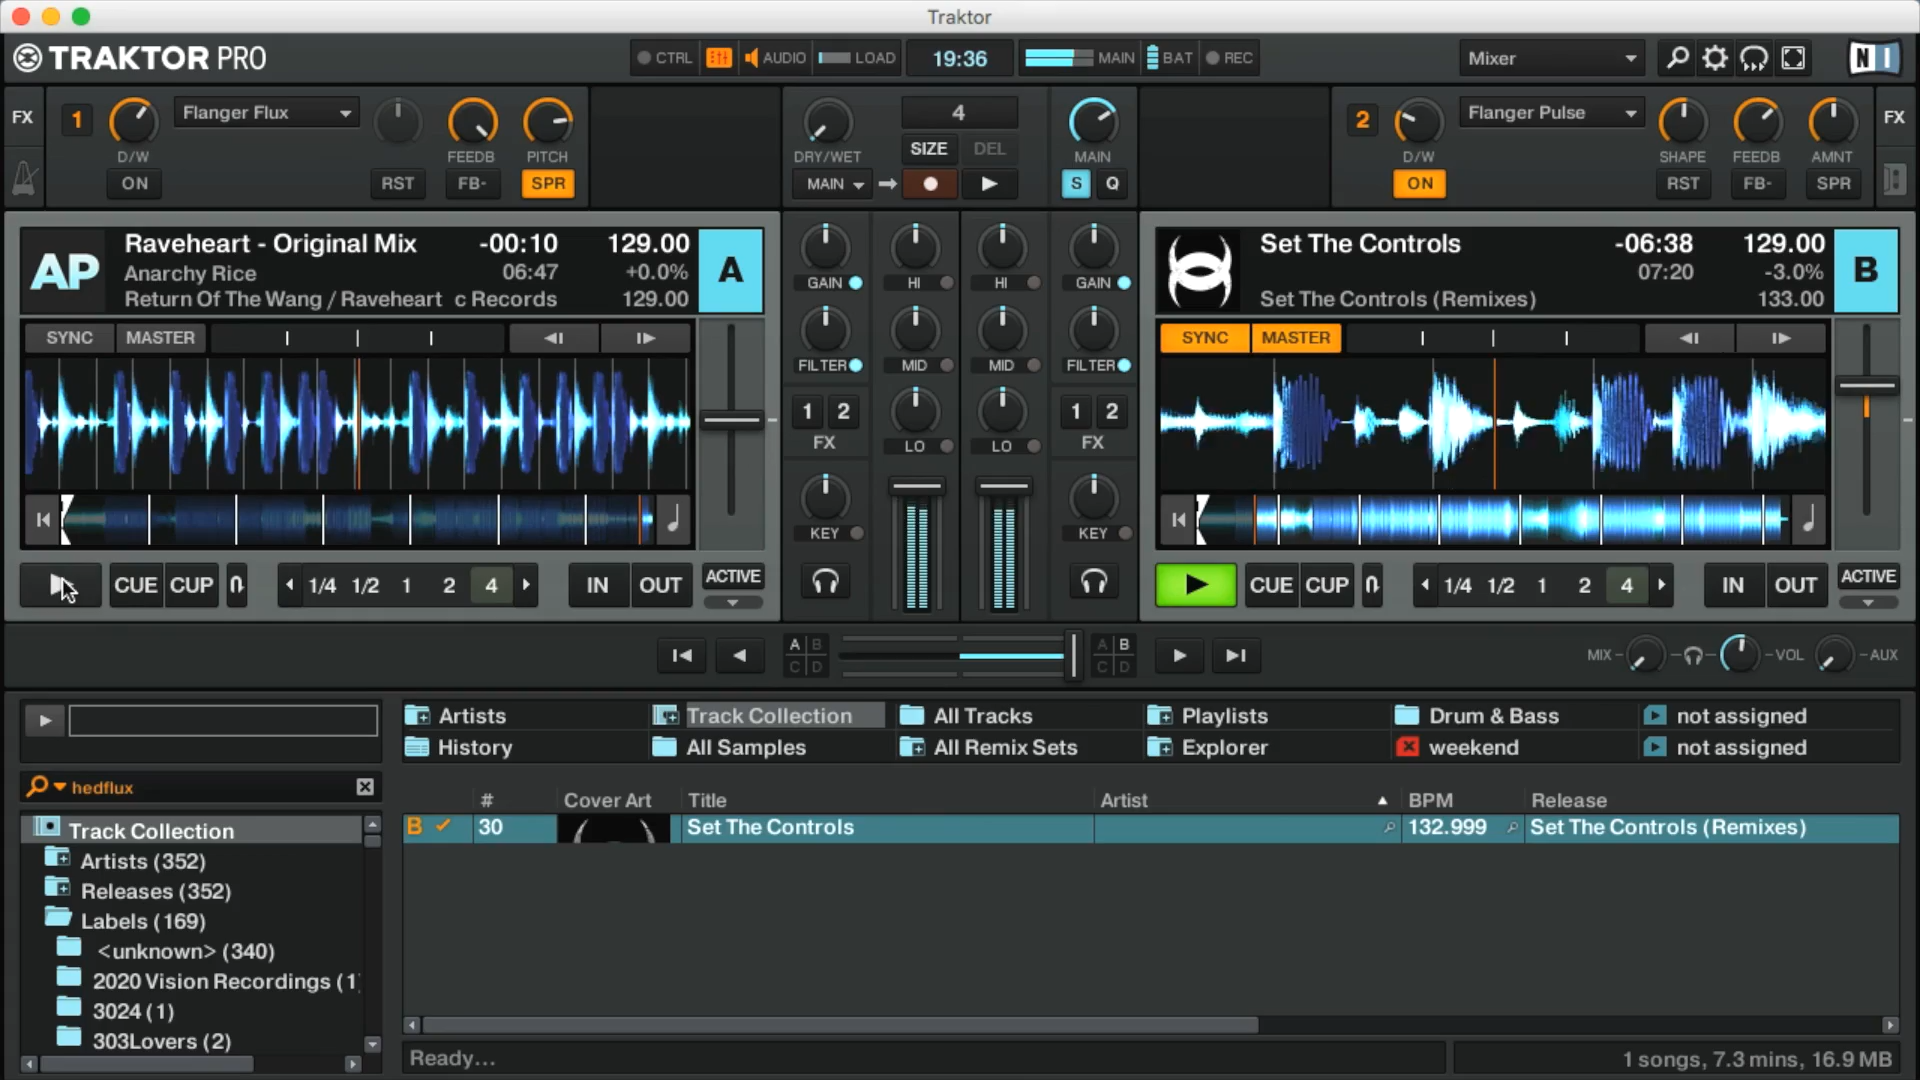 Traktor
TRAKTOR PRO
CTRL AUDIO LOAD 19:36 MAIN BAT REC Mixer N I
FX 1 Flanger Flux 4 2 Flanger Pulse FX
D/W FEEDB PITCH DRY/WET SIZE DEL MAIN D/W SHAPE FEEDB AMNT
ON RST FB- SPR MAIN S Q ON RST FB- SPR
AP Raveheart - Original Mix -00:10 129.00 A
Anarchy Rice 06:47 +0.0%
Return Of The Wang / Raveheart c Records 129.00
SYNC MASTER
CUE CUP 1/4 1/2 1 2 4 IN OUT ACTIVE
GAIN HI HI GAIN
FILTER MID MID FILTER
1 2 1 2
FX LO LO FX
KEY KEY
Set The Controls -06:38 129.00 B
07:20 -3.0%
Set The Controls (Remixes) 133.00
SYNC MASTER
CUE CUP 1/4 1/2 1 2 4 IN OUT ACTIVE
A B A B
C D C D
MIX VOL AUX
Artists Track Collection All Tracks Playlists Drum & Bass not assigned
History All Samples All Remix Sets Explorer weekend not assigned
hedflux
# Cover Art Title Artist BPM Release
B 30 Set The Controls 132.999 Set The Controls (Remixes)
Track Collection
Artists (352)
Releases (352)
Labels (169)
<unknown> (340)
2020 Vision Recordings (1
3024 (1)
303Lovers (2)
Ready...
1 songs, 7.3 mins, 16.9 MB